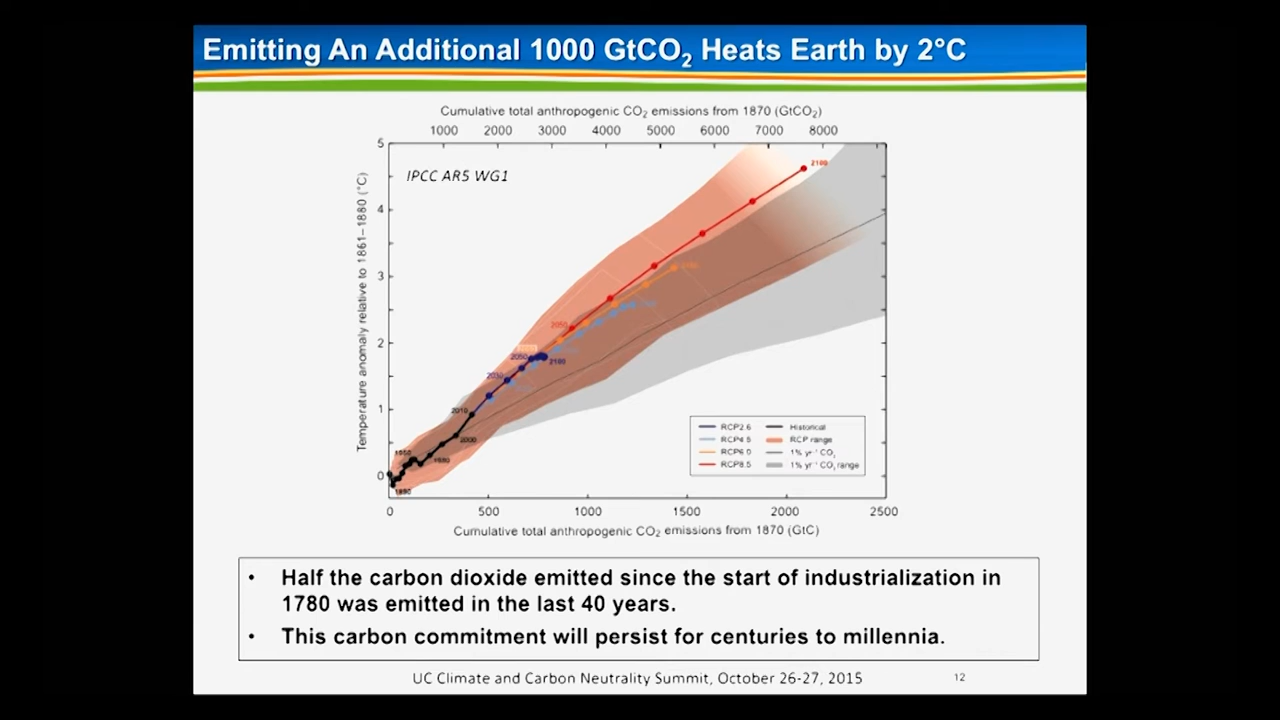 Emitting An Additional 1000 GtCO₂ Heats Earth by 2°C
Cumulative total anthropogenic CO₂ emissions from 1870 (GtCO₂)
1000 2000 3000 4000 5000 6000 7000 8000
Temperature anomaly relative to 1861–1880 (°C)
5
4
3
2
1
0
IPCC AR5 WG1
2100
2050
2050
2100
2030
2010
2000
1950
1980
RCP2.6
RCP4.5
RCP6.0
RCP8.5
Historical
RCP range
1% yr⁻¹ CO₂
1% yr⁻¹ CO₂ range
0 500 1000 1500 2000 2500
Cumulative total anthropogenic CO₂ emissions from 1870 (GtC)
• Half the carbon dioxide emitted since the start of industrialization in
1780 was emitted in the last 40 years.
• This carbon commitment will persist for centuries to millennia.
UC Climate and Carbon Neutrality Summit, October 26-27, 2015
12